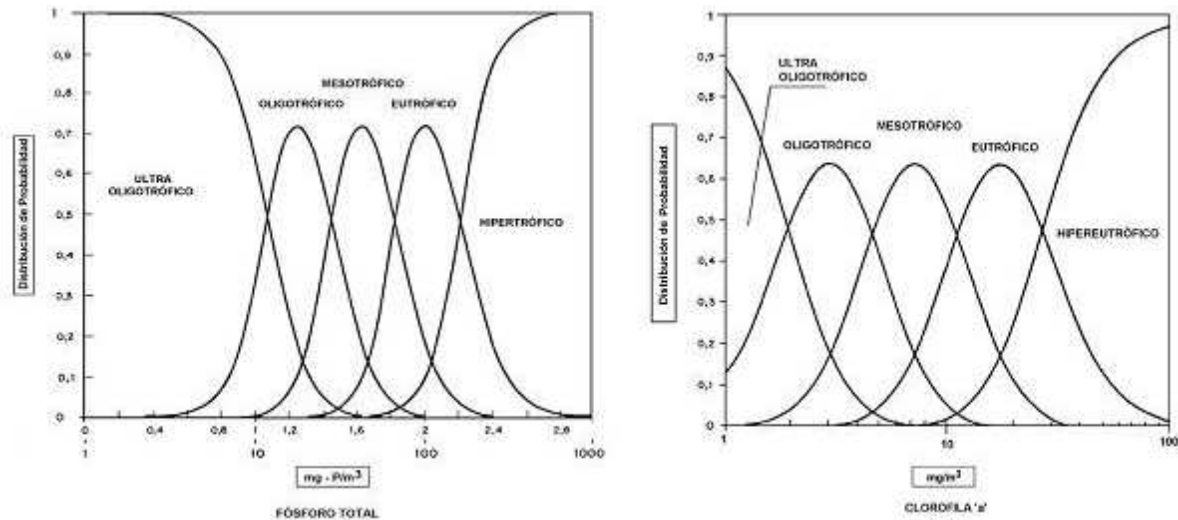 1
0,9
0,8
0,7
0,6
0,5
0,4
0,3
0,2
0,1
0
Distribución de Probabilidad
ULTRA
OLIGOTRÓFICO
OLIGOTRÓFICO
MESOTRÓFICO
EUTRÓFICO
HIPERTRÓFICO
0 0,4 0,8 1,2 1,6 2 2,4 2,8
1 10 100 1000
mg - P/m³
FÓSFORO TOTAL
1
0,9
0,8
0,7
0,6
0,5
0,4
0,3
0,2
0,1
0
Distribución de Probabilidad
ULTRA
OLIGOTRÓFICO
OLIGOTRÓFICO
MESOTRÓFICO
EUTRÓFICO
HIPEREUTRÓFICO
1 10 100
mg/m³
CLOROFILA 'a'